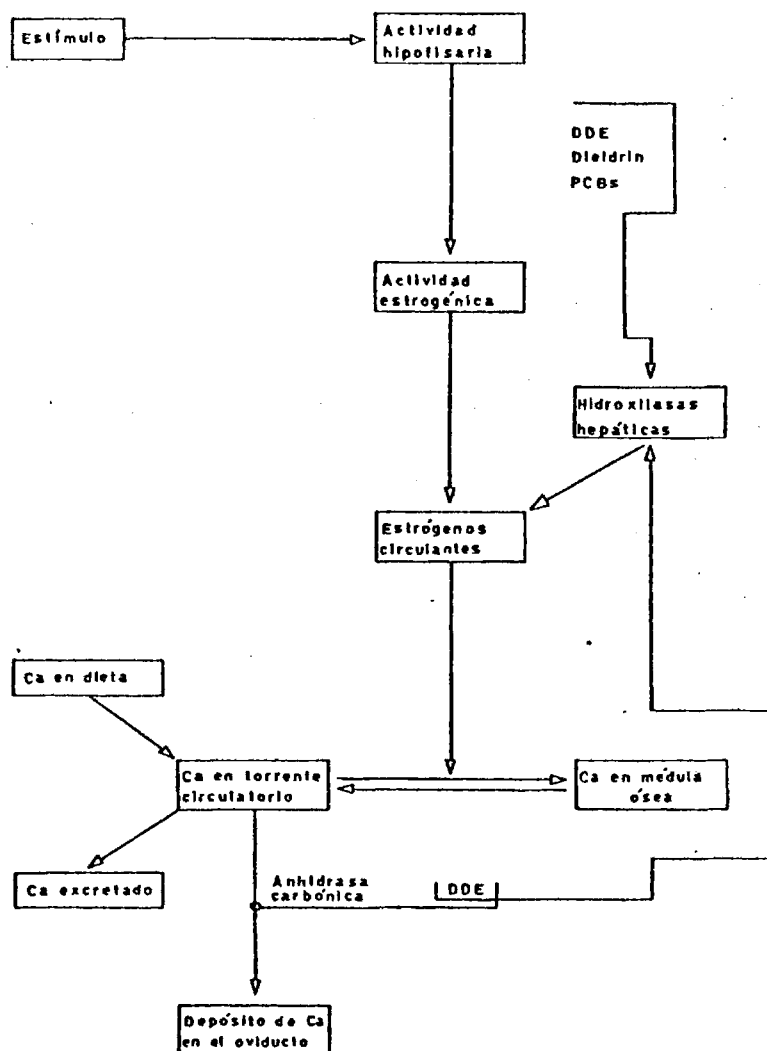 Estímulo
Actividad
hipofisaria
DDE
Dieldrin
PCBs
Actividad
estrogénica
Hidroxilasas
hepáticas
Estrógenos
circulantes
Ca en dieta
Ca en torrente
circulatorio
Ca en médula
ósea
Ca excretado
Anhidrasa
carbónica
DDE
Depósito de Ca
en el oviducto